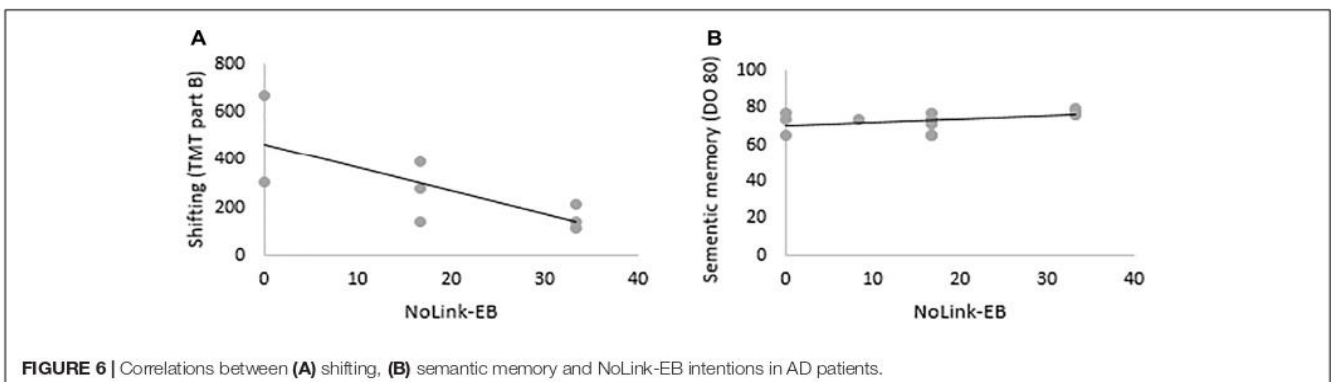 A
800
600
400
200
0
Shifting (TMT part B)
0 10 20 30 40
NoLink-EB
B
100
80
60
40
20
0
Sementic memory (DO 80)
0 10 20 30 40
NoLink-EB
FIGURE 6 | Correlations between (A) shifting, (B) semantic memory and NoLink-EB intentions in AD patients.